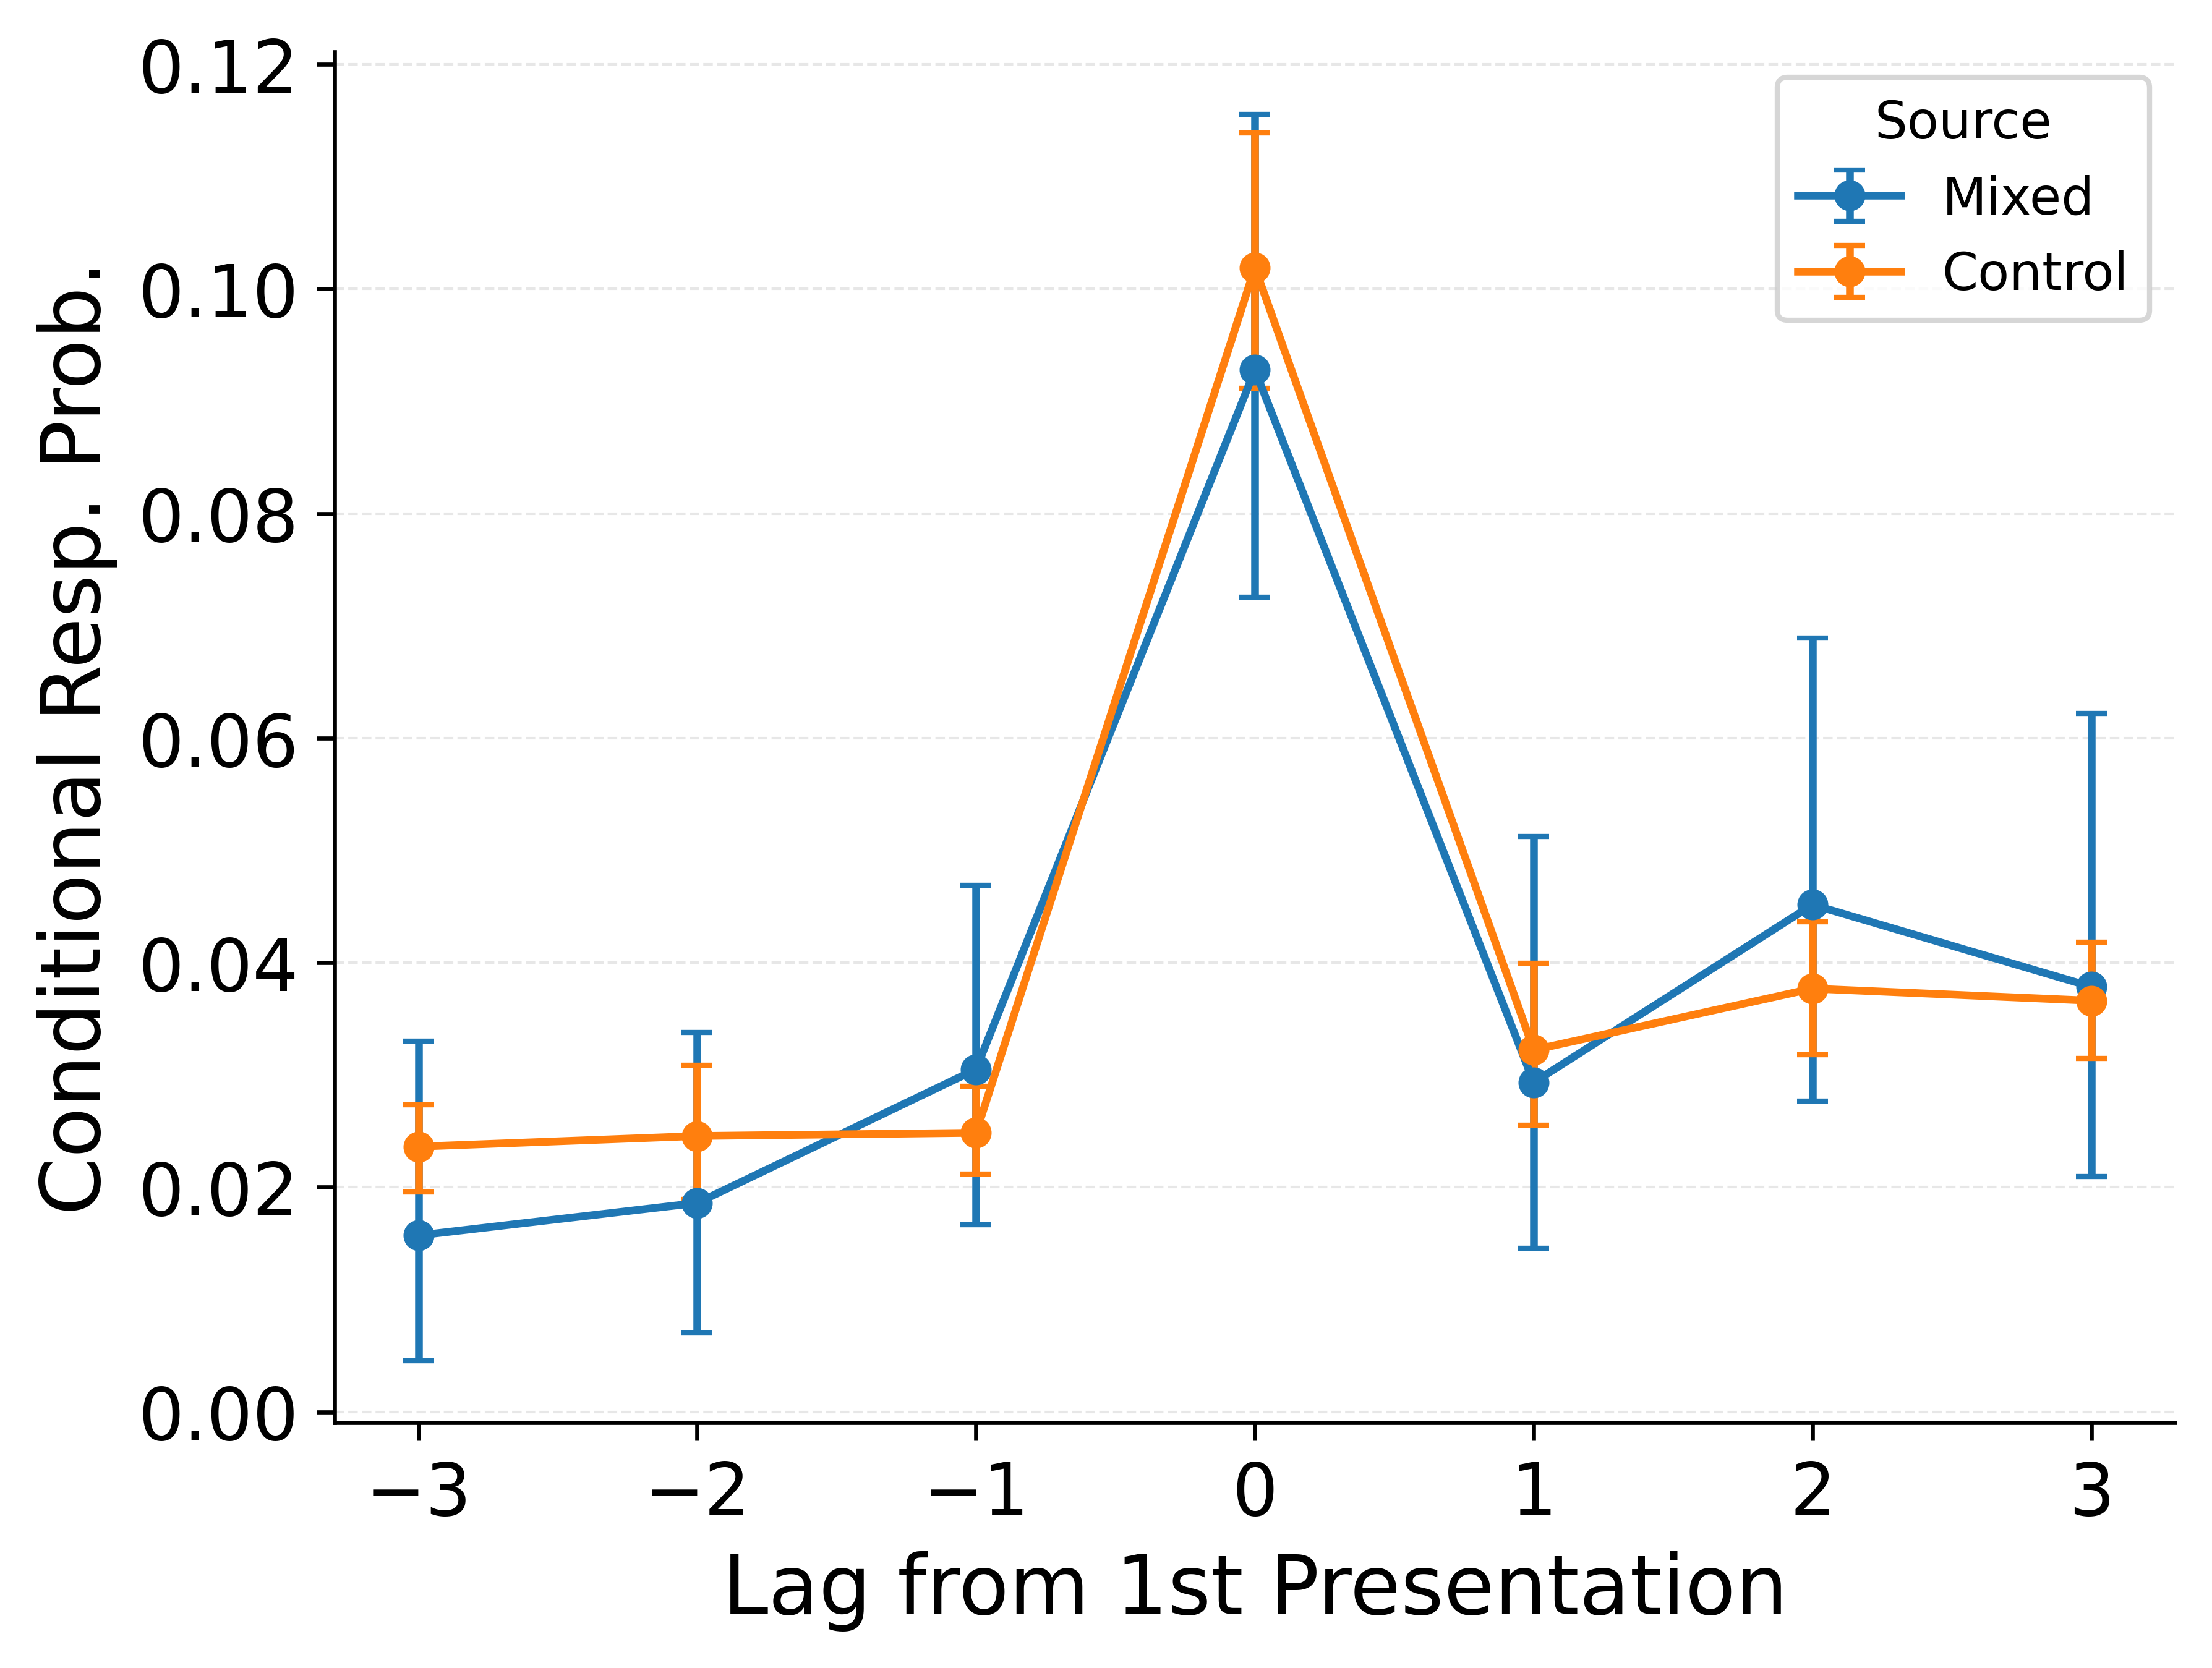 0.12
0.10
0.08
0.06
0.04
0.02
0.00
Conditional Resp. Prob.
Source
Mixed
Control
−3 −2 −1 0 1 2 3
Lag from 1st Presentation